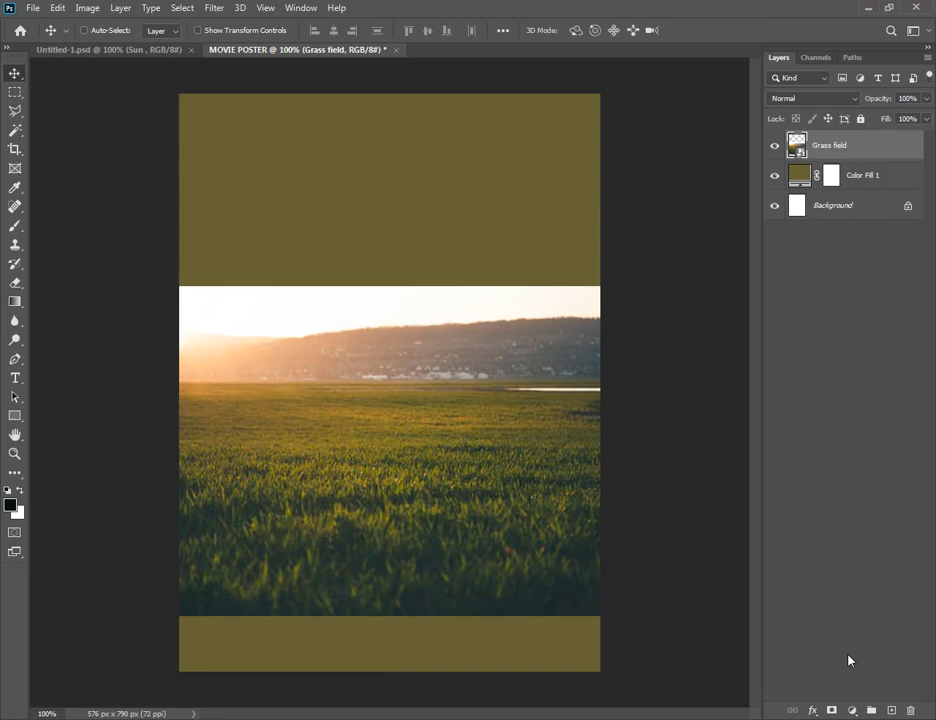 Ps File Edit Image Layer Type Select Filter 3D View Window Help
Auto-Select: Layer Show Transform Controls 3D Mode:
Untitled-1.psd @ 100% (Sun , RGB/8#) × MOVIE POSTER @ 100% (Grass field, RGB/8#) * ×
Layers Channels Paths
Kind
Normal Opacity: 100%
Lock: Fill: 100%
Grass field
Color Fill 1
Background
100% 576 px x 790 px (72 ppi)